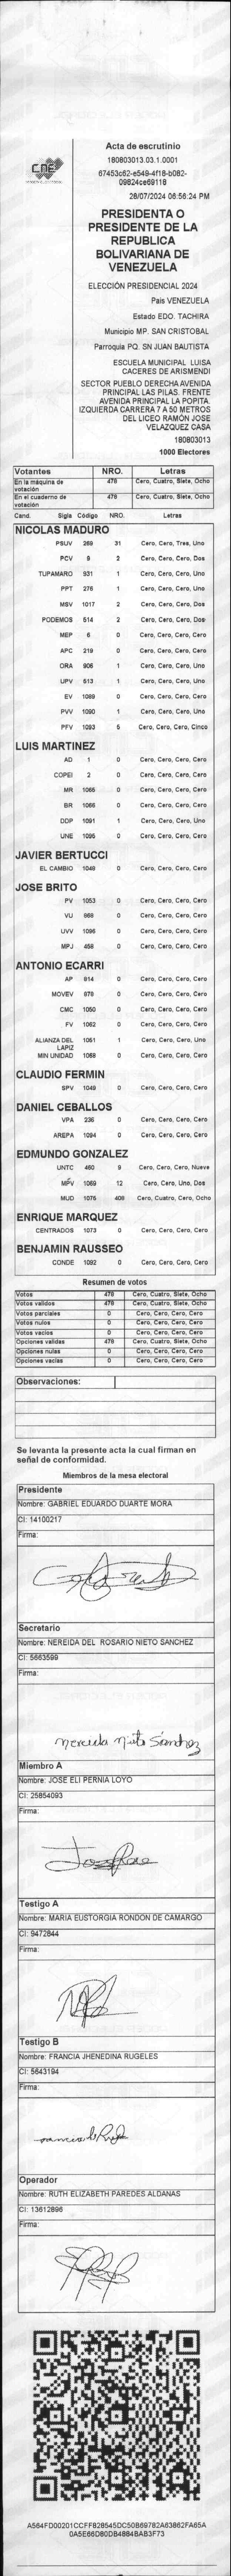 CNE
Acta de escrutinio
180803013.03.1.0001
67453c62-e549-4f18-b082-
09824ce69118
28/07/2024 06:56:24 PM
PRESIDENTA O
PRESIDENTE DE LA
REPUBLICA
BOLIVARIANA DE
VENEZUELA
ELECCIÓN PRESIDENCIAL 2024
País VENEZUELA
Estado EDO. TACHIRA
Municipio MP. SAN CRISTOBAL
Parroquia PQ. SN JUAN BAUTISTA
ESCUELA MUNICIPAL LUISA
CACERES DE ARISMENDI
SECTOR PUEBLO DERECHA AVENIDA
PRINCIPAL LAS PILAS. FRENTE
AVENIDA PRINCIPAL LA POPITA.
IZQUIERDA CARRERA 7 A 50 METROS
DEL LICEO RAMÓN JOSE
VELAZQUEZ CASA
180803013
1000 Electores
Votantes NRO. Letras
En la máquina de votación 478 Cero, Cuatro, Siete, Ocho
En el cuaderno de votación 478 Cero, Cuatro, Siete, Ocho
Cand. Sigla Código NRO. Letras
NICOLAS MADURO
PSUV 269 31 Cero, Cero, Tres, Uno
PCV 9 2 Cero, Cero, Cero, Dos
TUPAMARO 931 1 Cero, Cero, Cero, Uno
PPT 276 1 Cero, Cero, Cero, Uno
MSV 1017 2 Cero, Cero, Cero, Dos
PODEMOS 514 2 Cero, Cero, Cero, Dos
MEP 6 0 Cero, Cero, Cero, Cero
APC 219 0 Cero, Cero, Cero, Cero
ORA 906 1 Cero, Cero, Cero, Uno
UPV 513 1 Cero, Cero, Cero, Uno
EV 1089 0 Cero, Cero, Cero, Cero
PVV 1090 1 Cero, Cero, Cero, Uno
PFV 1093 5 Cero, Cero, Cero, Cinco
LUIS MARTINEZ
AD 1 0 Cero, Cero, Cero, Cero
COPEI 2 0 Cero, Cero, Cero, Cero
MR 1065 0 Cero, Cero, Cero, Cero
BR 1066 0 Cero, Cero, Cero, Cero
DDP 1091 1 Cero, Cero, Cero, Uno
UNE 1095 0 Cero, Cero, Cero, Cero
JAVIER BERTUCCI
EL CAMBIO 1048 0 Cero, Cero, Cero, Cero
JOSE BRITO
PV 1053 0 Cero, Cero, Cero, Cero
VU 868 0 Cero, Cero, Cero, Cero
UVV 1096 0 Cero, Cero, Cero, Cero
MPJ 458 0 Cero, Cero, Cero, Cero
ANTONIO ECARRI
AP 914 0 Cero, Cero, Cero, Cero
MOVEV 979 0 Cero, Cero, Cero, Cero
CMC 1050 0 Cero, Cero, Cero, Cero
FV 1062 0 Cero, Cero, Cero, Cero
ALIANZA DEL LAPIZ 1051 1 Cero, Cero, Cero, Uno
MIN UNIDAD 1058 0 Cero, Cero, Cero, Cero
CLAUDIO FERMIN
SPV 1049 0 Cero, Cero, Cero, Cero
DANIEL CEBALLOS
VPA 236 0 Cero, Cero, Cero, Cero
AREPA 1094 0 Cero, Cero, Cero, Cero
EDMUNDO GONZALEZ
UNTC 460 9 Cero, Cero, Cero, Nueve
MPV 1069 12 Cero, Cero, Uno, Dos
MUD 1076 408 Cero, Cuatro, Cero, Ocho
ENRIQUE MARQUEZ
CENTRADOS 1073 0 Cero, Cero, Cero, Cero
BENJAMIN RAUSSEO
CONDE 1092 0 Cero, Cero, Cero, Cero
Resumen de votos
Votos 478 Cero, Cuatro, Siete, Ocho
Votos validos 478 Cero, Cuatro, Siete, Ocho
Votos parciales 0 Cero, Cero, Cero, Cero
Votos nulos 0 Cero, Cero, Cero, Cero
Votos vacios 0 Cero, Cero, Cero, Cero
Opciones validas 478 Cero, Cuatro, Siete, Ocho
Opciones nulas 0 Cero, Cero, Cero, Cero
Opciones vacias 0 Cero, Cero, Cero, Cero
Observaciones:
Se levanta la presente acta la cual firman en
señal de conformidad.
Miembros de la mesa electoral
Presidente
Nombre: GABRIEL EDUARDO DUARTE MORA
CI: 14100217
Firma:
Secretario
Nombre: NEREIDA DEL ROSARIO NIETO SANCHEZ
CI: 5663599
Firma:
Nereida Nieto Sánchez
Miembro A
Nombre: JOSE ELI PERNIA LOYO
CI: 25854093
Firma:
Testigo A
Nombre: MARIA EUSTORGIA RONDON DE CAMARGO
CI: 9472844
Firma:
Testigo B
Nombre: FRANCIA JHENEDINA RUGELES
CI: 5643194
Firma:
Operador
Nombre: RUTH ELIZABETH PAREDES ALDANAS
CI: 13612896
Firma:
A564FD00201CCFF828545DC50B69782A63862FA65A
0A5E66D80DB4884BAB3F73